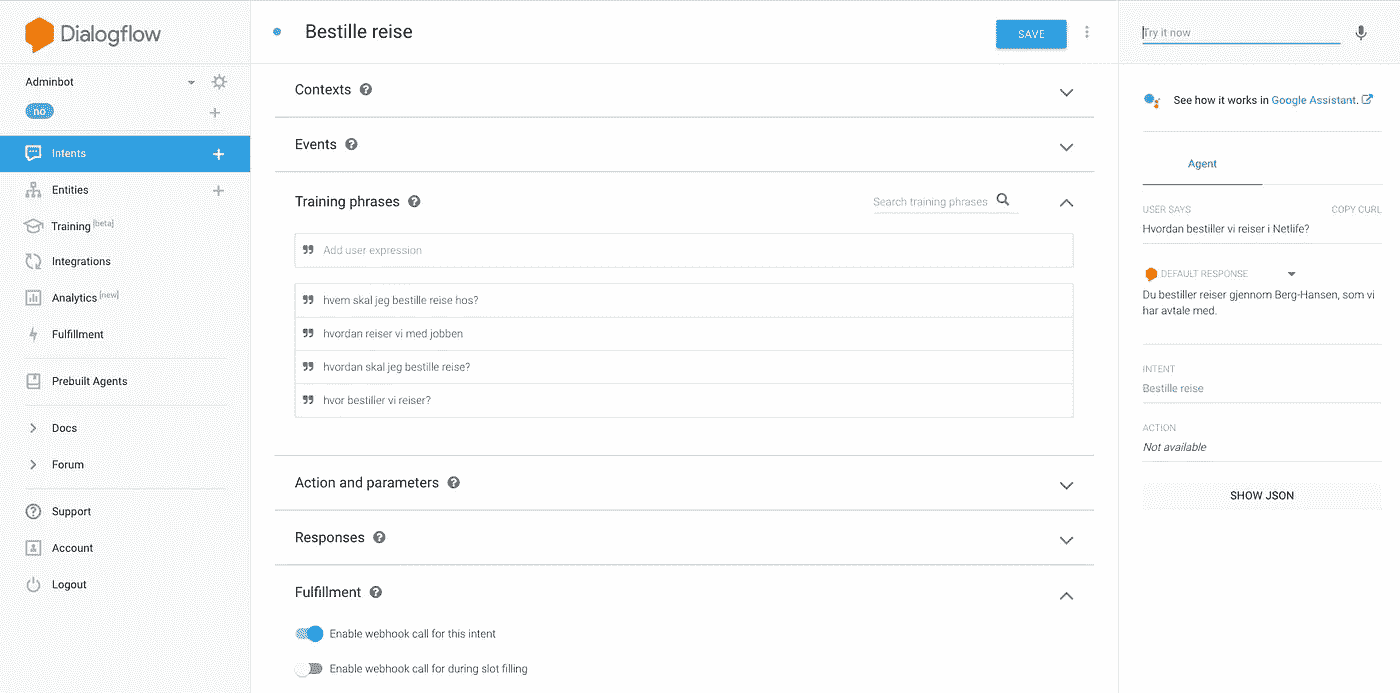 Dialogflow
Adminbot
no
Intents
Entities
Training [beta]
Integrations
Analytics [new]
Fulfillment
Prebuilt Agents
Docs
Forum
Support
Account
Logout
Bestille reise
SAVE
Contexts
Events
Training phrases
Search training phrases
Add user expression
hvem skal jeg bestille reise hos?
hvordan reiser vi med jobben
hvordan skal jeg bestille reise?
hvor bestiller vi reiser?
Action and parameters
Responses
Fulfillment
Enable webhook call for this intent
Enable webhook call for during slot filling
Try it now
See how it works in Google Assistant.
Agent
USER SAYS COPY CURL
Hvordan bestiller vi reiser i Netlife?
DEFAULT RESPONSE
Du bestiller reiser gjennom Berg-Hansen, som vi
har avtale med.
INTENT
Bestille reise
ACTION
Not available
SHOW JSON